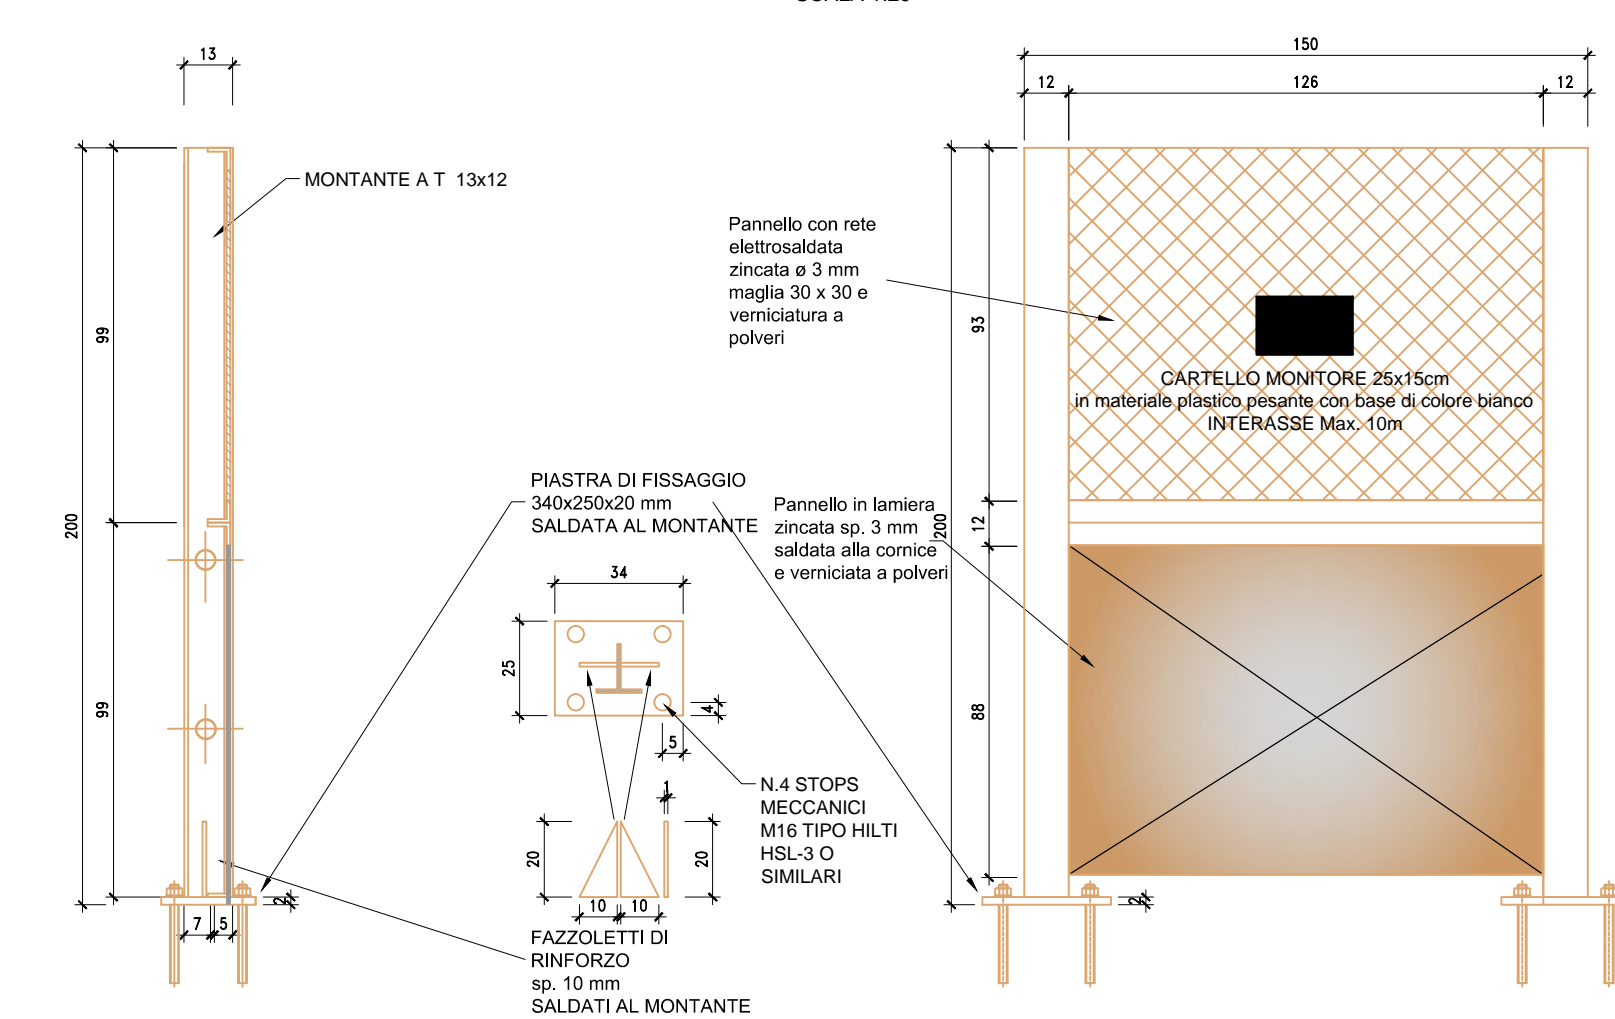 13
150
12
126
12
MONTANTE A T 13x12
Pannello con rete
elettrosaldata
zincata ø 3 mm
maglia 30 x 30 e
verniciatura a
polveri
99
93
CARTELLO MONITORE 25x15cm
in materiale plastico pesante con base di colore bianco
INTERASSE Max. 10m
200
PIASTRA DI FISSAGGIO
340x250x20 mm
SALDATA AL MONTANTE
Pannello in lamiera
zincata sp. 3 mm
saldata alla cornice
e verniciata a polveri
200
12
34
25
4
5
99
88
1
N.4 STOPS
MECCANICI
M16 TIPO HILTI
HSL-3 O
SIMILARI
20
20
10
10
2
2
7
5
FAZZOLETTI DI
RINFORZO
sp. 10 mm
SALDATI AL MONTANTE